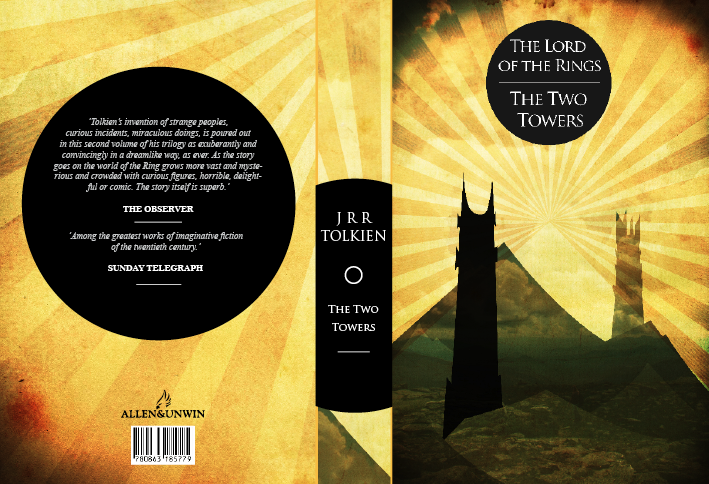 'Tolkien's invention of strange peoples,
curious incidents, miraculous doings, is poured out
in this second volume of his trilogy as exuberantly and
convincingly in a dreamlike way, as ever. As the story
goes on the world of the Ring grows more vast and myste-
rious and crowded with curious figures, horrible, delight-
ful or comic. The story itself is superb.'
THE OBSERVER
'Among the greatest works of imaginative fiction
of the twentieth century.'
SUNDAY TELEGRAPH
ALLEN&UNWIN
780863 185779
J R R
TOLKIEN
THE TWO
TOWERS
THE LORD
OF THE RINGS
THE TWO
TOWERS